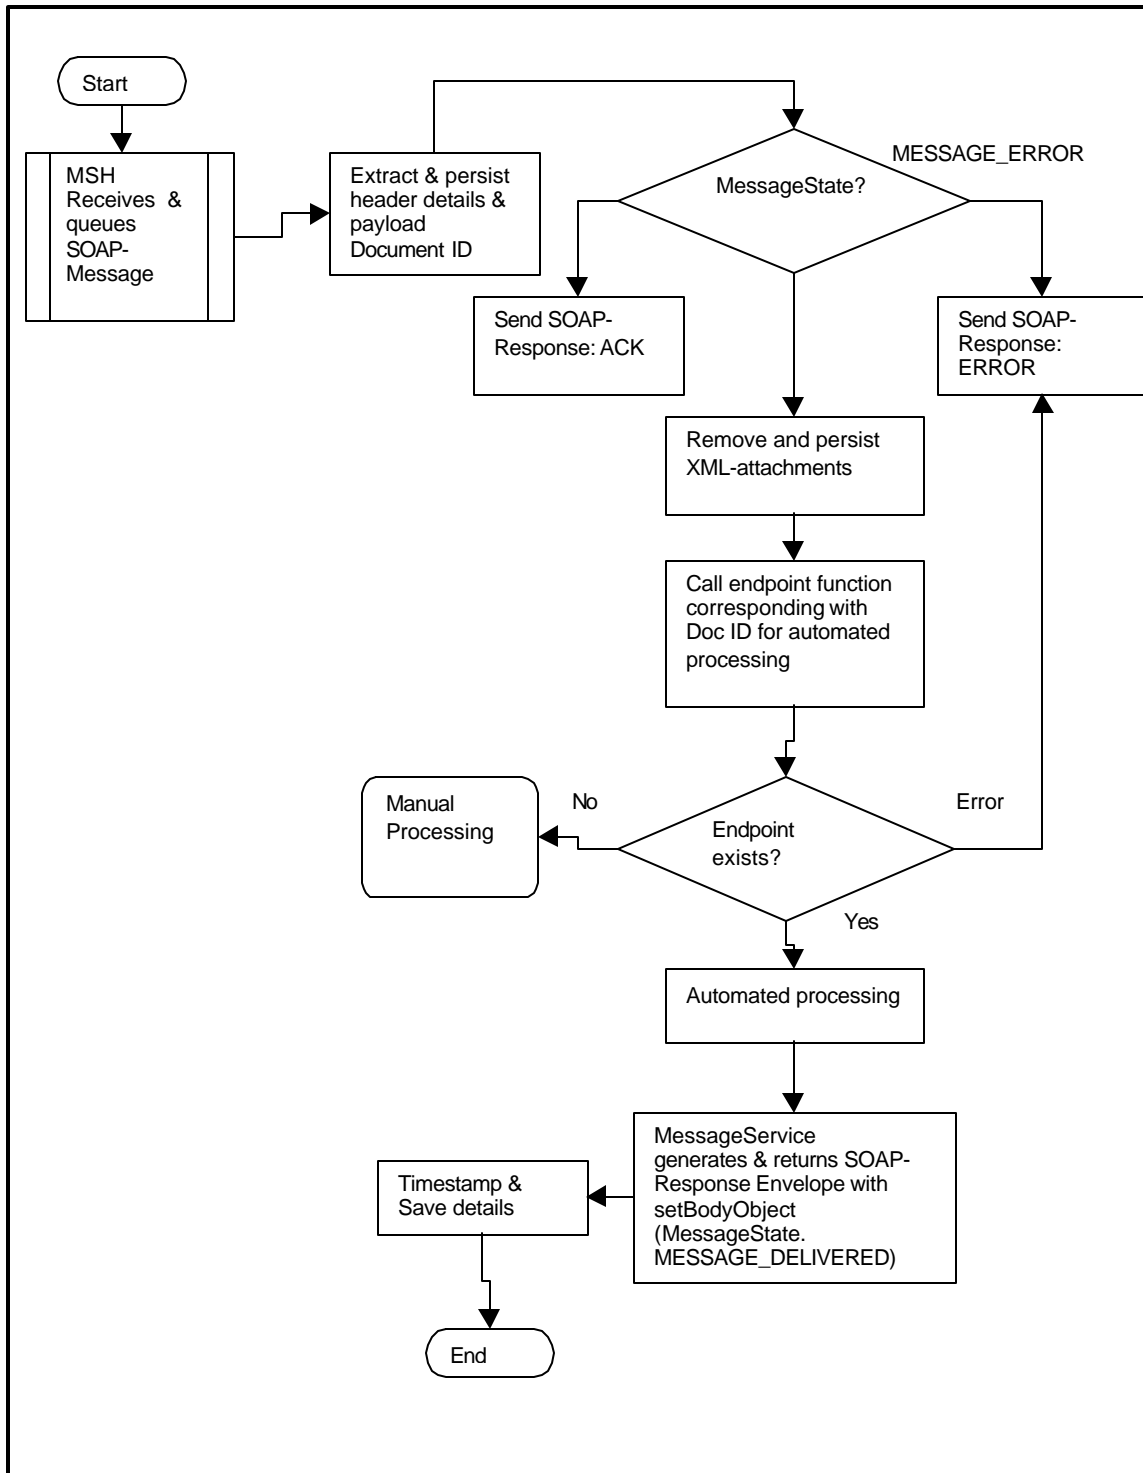 Start
MSH
Receives &
queues
SOAP-
Message
Extract & persist
header details &
payload
Document ID
MessageState?
MESSAGE_ERROR
Send SOAP-
Response: ACK
Send SOAP-
Response:
ERROR
Remove and persist
XML-attachments
Call endpoint function
corresponding with
Doc ID for automated
processing
Manual
Processing
No
Endpoint
exists?
Error
Yes
Automated processing
MessageService
generates & returns SOAP-
Response Envelope with
setBodyObject
(MessageState.
MESSAGE_DELIVERED)
Timestamp &
Save details
End